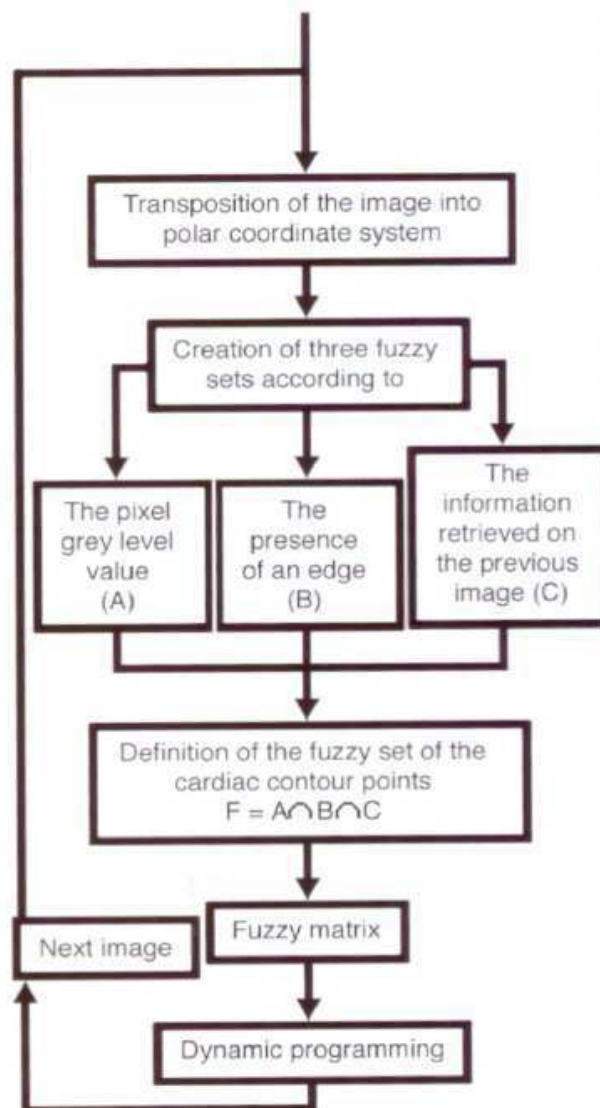 Transposition of the image into
polar coordinate system
Creation of three fuzzy
sets according to
The pixel
grey level
value
(A)
The
presence
of an edge
(B)
The
information
retrieved on
the previous
image (C)
Definition of the fuzzy set of the
cardiac contour points
F = A∩B∩C
Fuzzy matrix
Next image
Dynamic programming